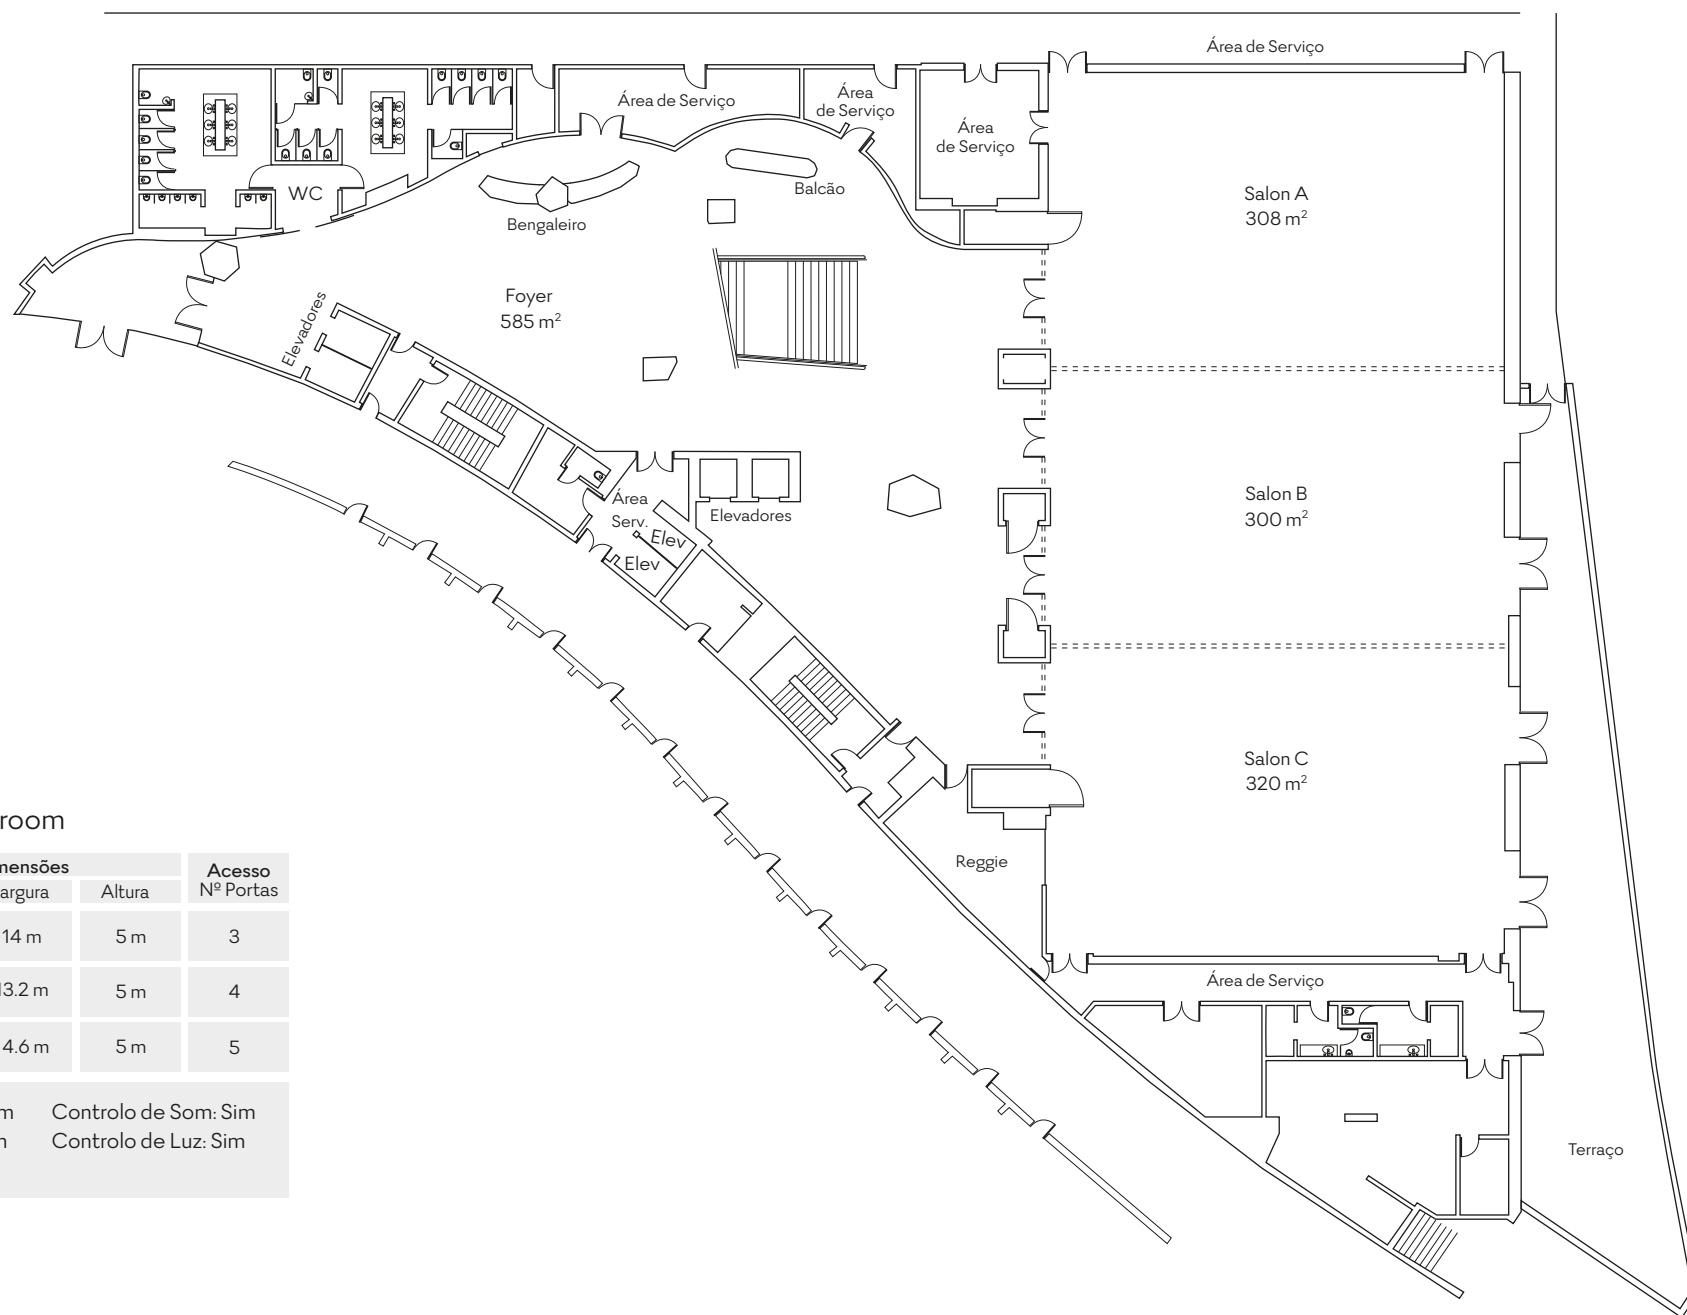 Área de Serviço
Área de Serviço
Área
de Serviço
Área
de Serviço
WC
Bengaleiro
Balcão
Salon A
308 m²
Foyer
585 m²
Elevadores
Salon B
300 m²
Área
Serv.
Elev
Elev
Elevadores
Salon C
320 m²
Reggie
Área de Serviço
Terraço
room
mensões
Acesso
Nº Portas
argura
Altura
14 m
5 m
3
13.2 m
5 m
4
4.6 m
5 m
5
m
Controlo de Som: Sim
Controlo de Luz: Sim